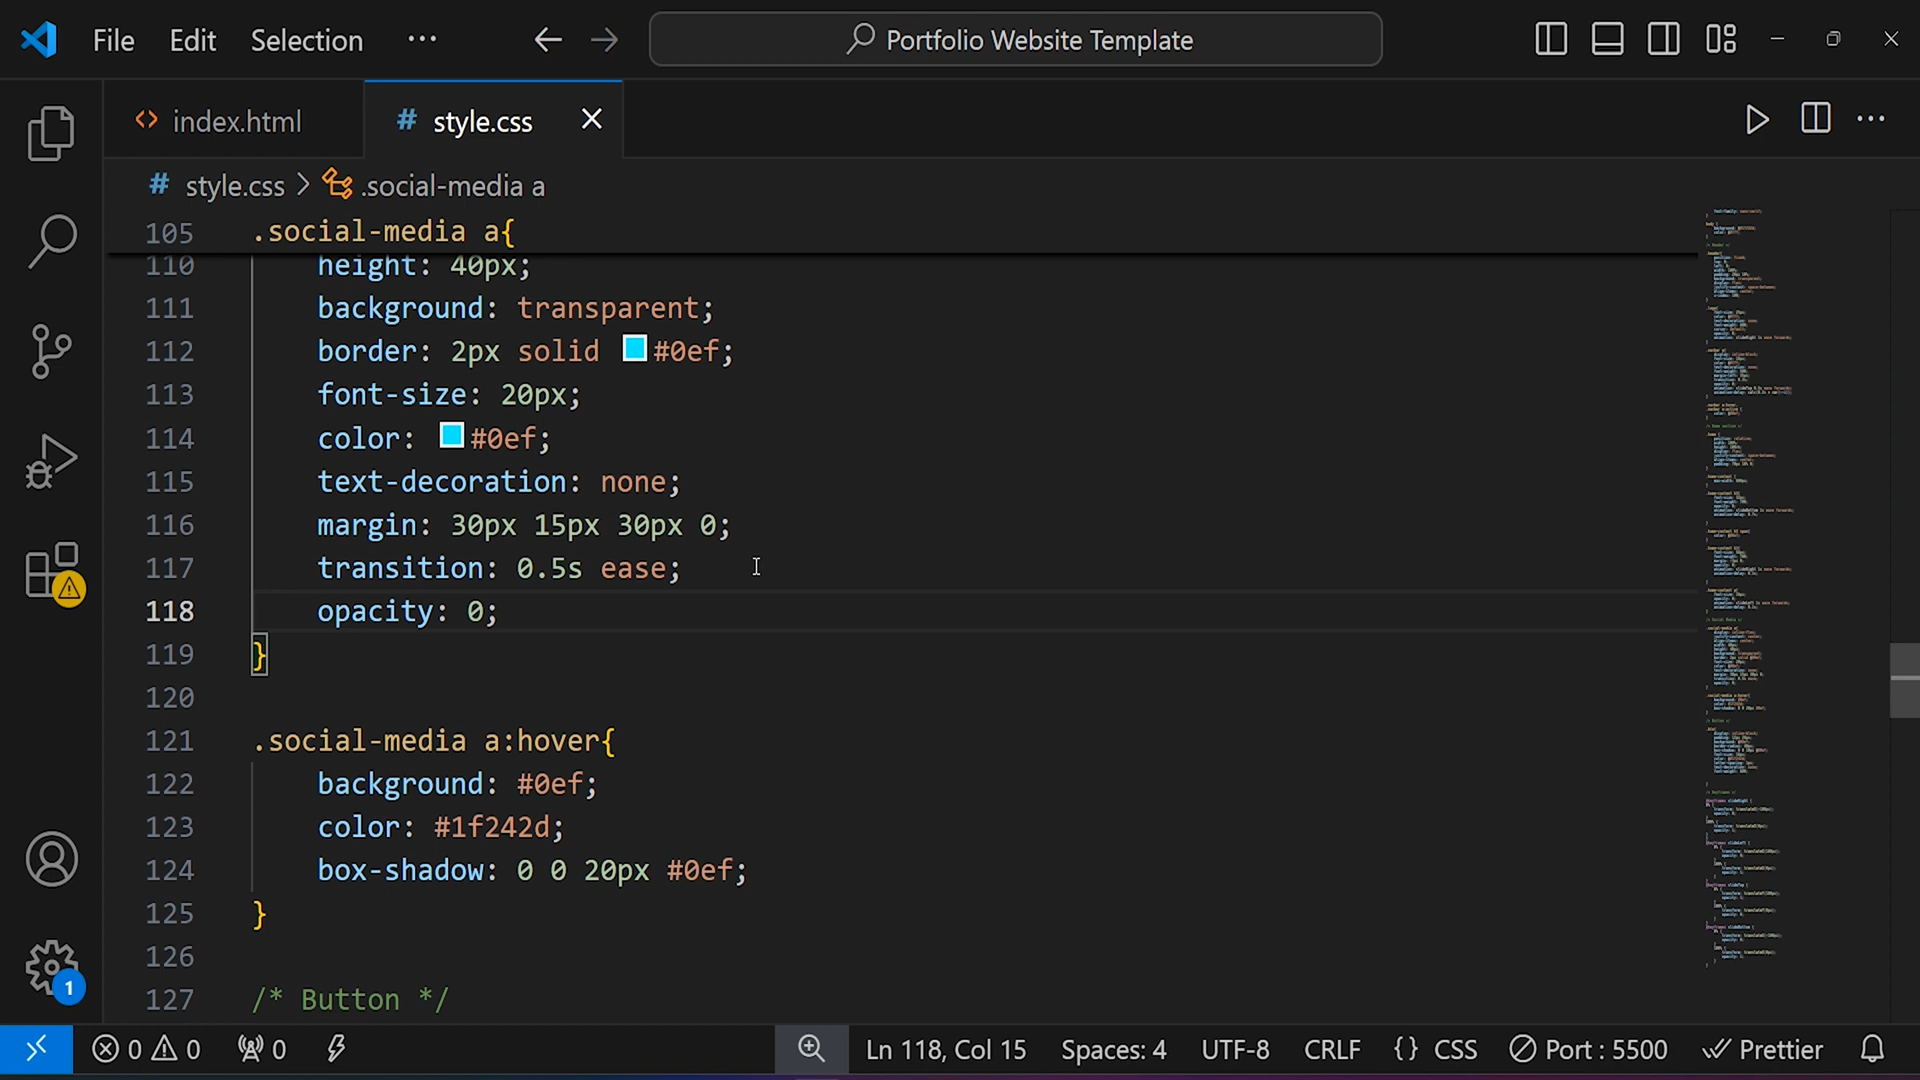 File Edit Selection ··· Portfolio Website Template
index.html style.css
style.css > .social-media a
105 .social-media a{
110 height: 40px;
111 background: transparent;
112 border: 2px solid #0ef;
113 font-size: 20px;
114 color: #0ef;
115 text-decoration: none;
116 margin: 30px 15px 30px 0;
117 transition: 0.5s ease;
118 opacity: 0;
119 }
120
121 .social-media a:hover{
122 background: #0ef;
123 color: #1f242d;
124 box-shadow: 0 0 20px #0ef;
125 }
126
127 /* Button */
1
0 0 0 Ln 118, Col 15 Spaces: 4 UTF-8 CRLF {} CSS Port : 5500 Prettier